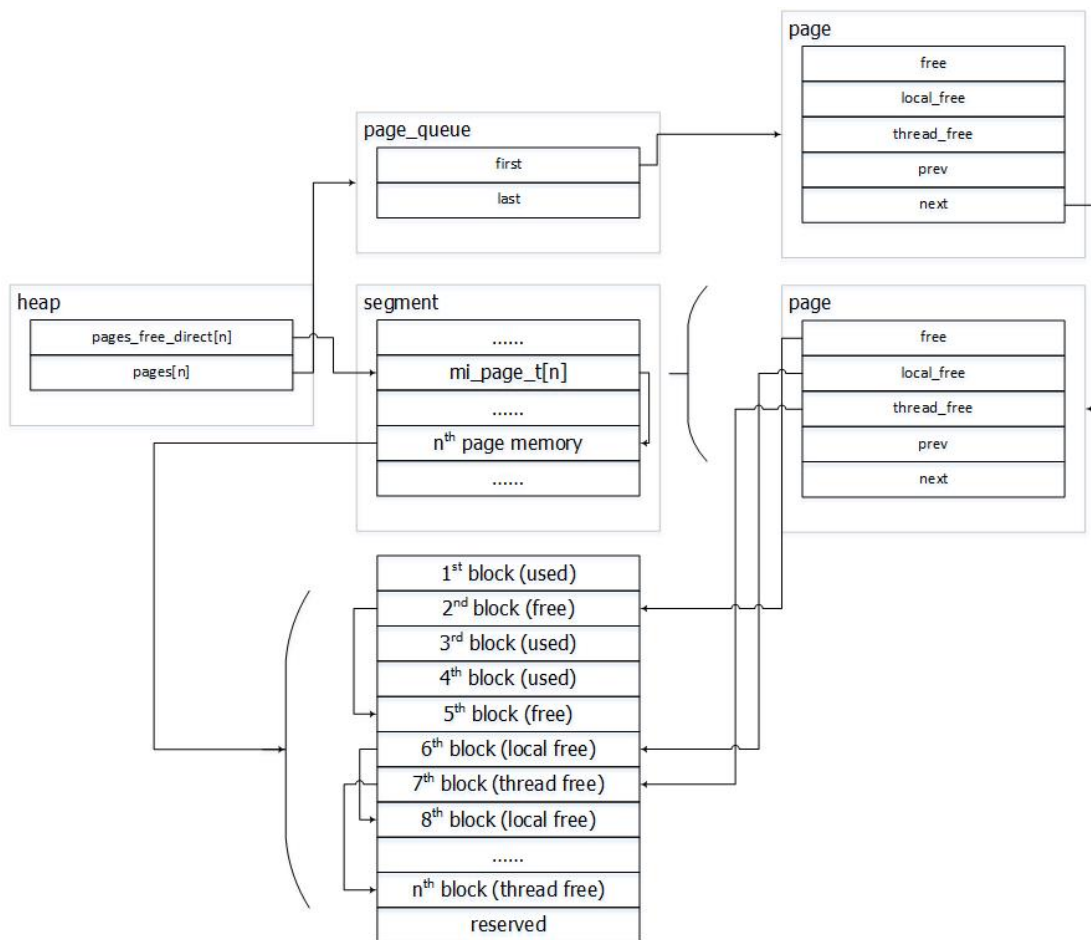 page
free
local_free
thread_free
prev
next
page_queue
first
last
heap
pages_free_direct[n]
pages[n]
segment
......
mi_page_t[n]
......
nth page memory
......
page
free
local_free
thread_free
prev
next
1st block (used)
2nd block (free)
3rd block (used)
4th block (used)
5th block (free)
6th block (local free)
7th block (thread free)
8th block (local free)
......
nth block (thread free)
reserved